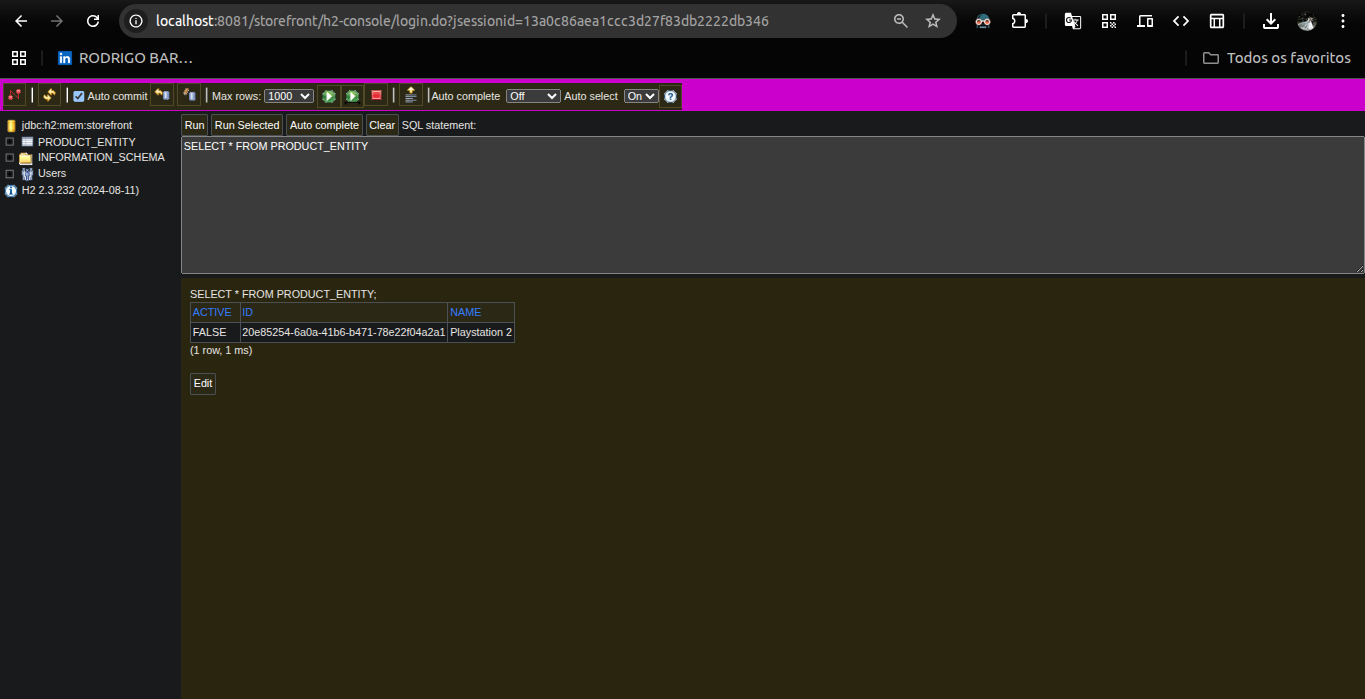 localhost:8081/storefront/h2-console/login.do?jsessionid=13a0c86aea1ccc3d27f83db2222db346
in RODRIGO BAR...
Todos os favoritos
Auto commit Max rows: 1000 Auto complete Off Auto select On ?
jdbc:h2:mem:storefront
PRODUCT_ENTITY
INFORMATION_SCHEMA
Users
H2 2.3.232 (2024-08-11)
Run Run Selected Auto complete Clear SQL statement:
SELECT * FROM PRODUCT_ENTITY
SELECT * FROM PRODUCT_ENTITY;
ACTIVE ID NAME
FALSE 20e85254-6a0a-41b6-b471-78e22f04a2a1 Playstation 2
(1 row, 1 ms)
Edit